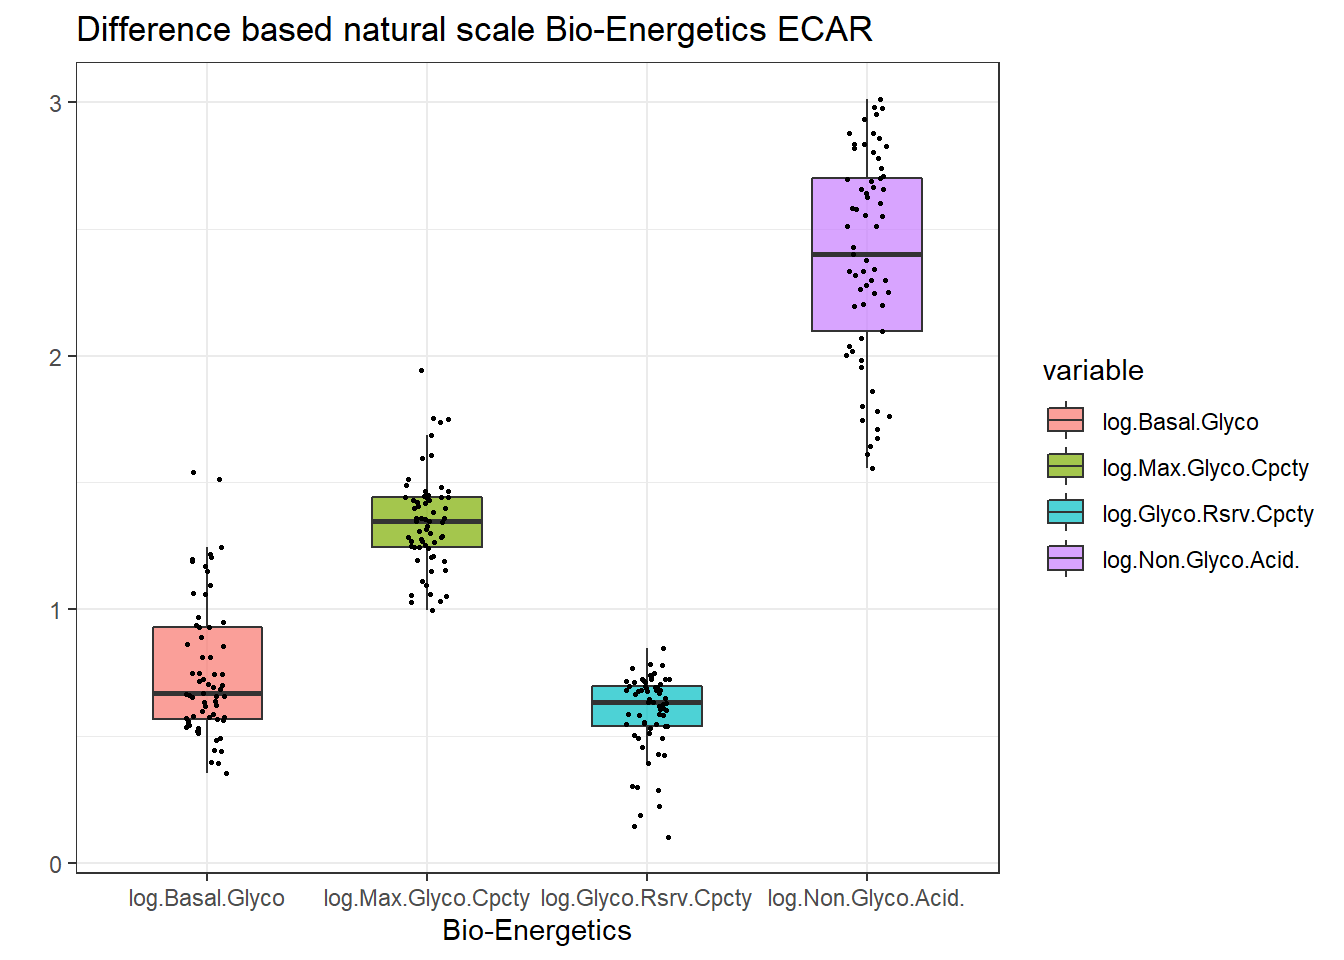 Difference based natural scale Bio-Energetics ECAR
3
2
1
0
log.Basal.Glyco log.Max.Glyco.Cpcty log.Glyco.Rsrv.Cpcty log.Non.Glyco.Acid.
Bio-Energetics
variable
log.Basal.Glyco
log.Max.Glyco.Cpcty
log.Glyco.Rsrv.Cpcty
log.Non.Glyco.Acid.